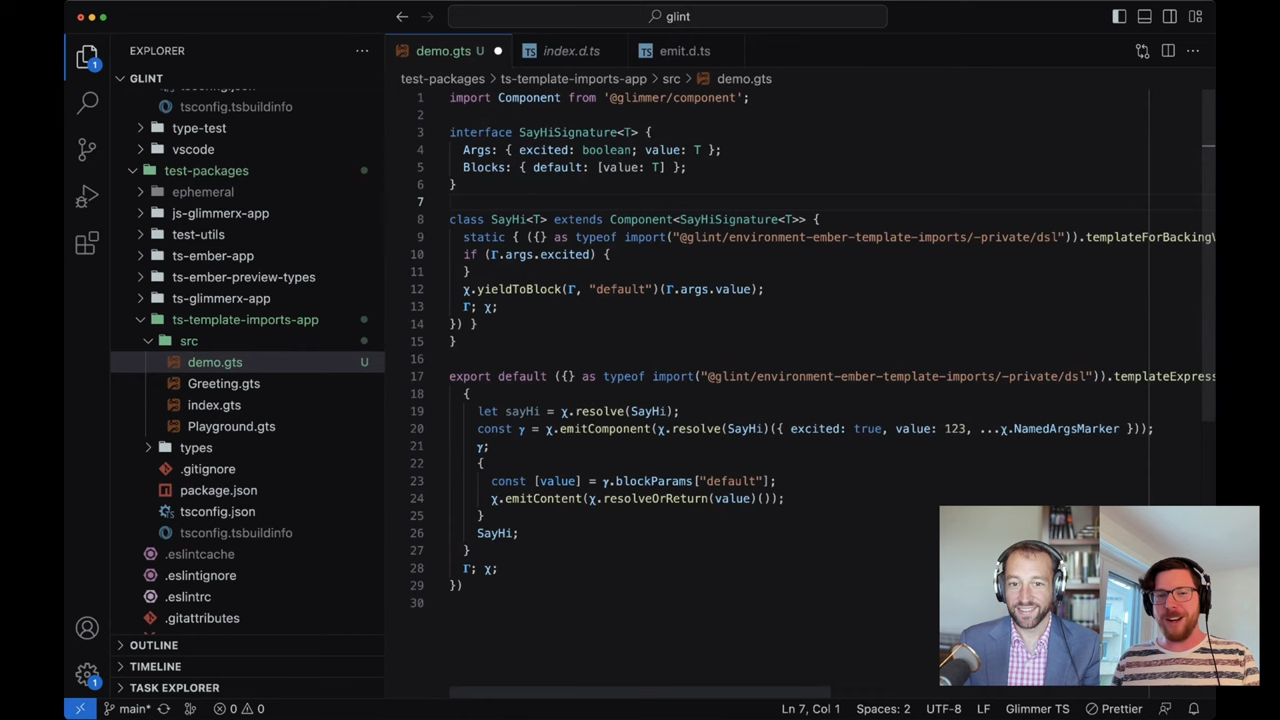 glint
EXPLORER
GLINT
tsconfig.tsbuildinfo
type-test
vscode
test-packages
ephemeral
js-glimmerx-app
test-utils
ts-ember-app
ts-ember-preview-types
ts-glimmerx-app
ts-template-imports-app
src
demo.gts U
Greeting.gts
index.gts
Playground.gts
types
.gitignore
package.json
tsconfig.json
tsconfig.tsbuildinfo
.eslintcache
.eslintignore
.eslintrc
.gitattributes
OUTLINE
TIMELINE
TASK EXPLORER
1
1
demo.gts U TS index.d.ts TS emit.d.ts
test-packages > ts-template-imports-app > src > demo.gts
1 import Component from '@glimmer/component';
2
3 interface SayHiSignature<T> {
4 Args: { excited: boolean; value: T };
5 Blocks: { default: [value: T] };
6 }
7
8 class SayHi<T> extends Component<SayHiSignature<T>> {
9 static { ({} as typeof import("@glint/environment-ember-template-imports/-private/dsl")).templateForBacking
10 if (Γ.args.excited) {
11 }
12 χ.yieldToBlock(Γ, "default")(Γ.args.value);
13 Γ; χ;
14 }) }
15 }
16
17 export default ({} as typeof import("@glint/environment-ember-template-imports/-private/dsl")).templateExpres
18 {
19 let sayHi = χ.resolve(SayHi);
20 const γ = χ.emitComponent(χ.resolve(SayHi)({ excited: true, value: 123, ...χ.NamedArgsMarker }));
21 γ;
22 {
23 const [value] = γ.blockParams["default"];
24 χ.emitContent(χ.resolveOrReturn(value)());
25 }
26 SayHi;
27 }
28 Γ; χ;
29 })
30
main* 0 0 Ln 7, Col 1 Spaces: 2 UTF-8 LF Glimmer TS Prettier